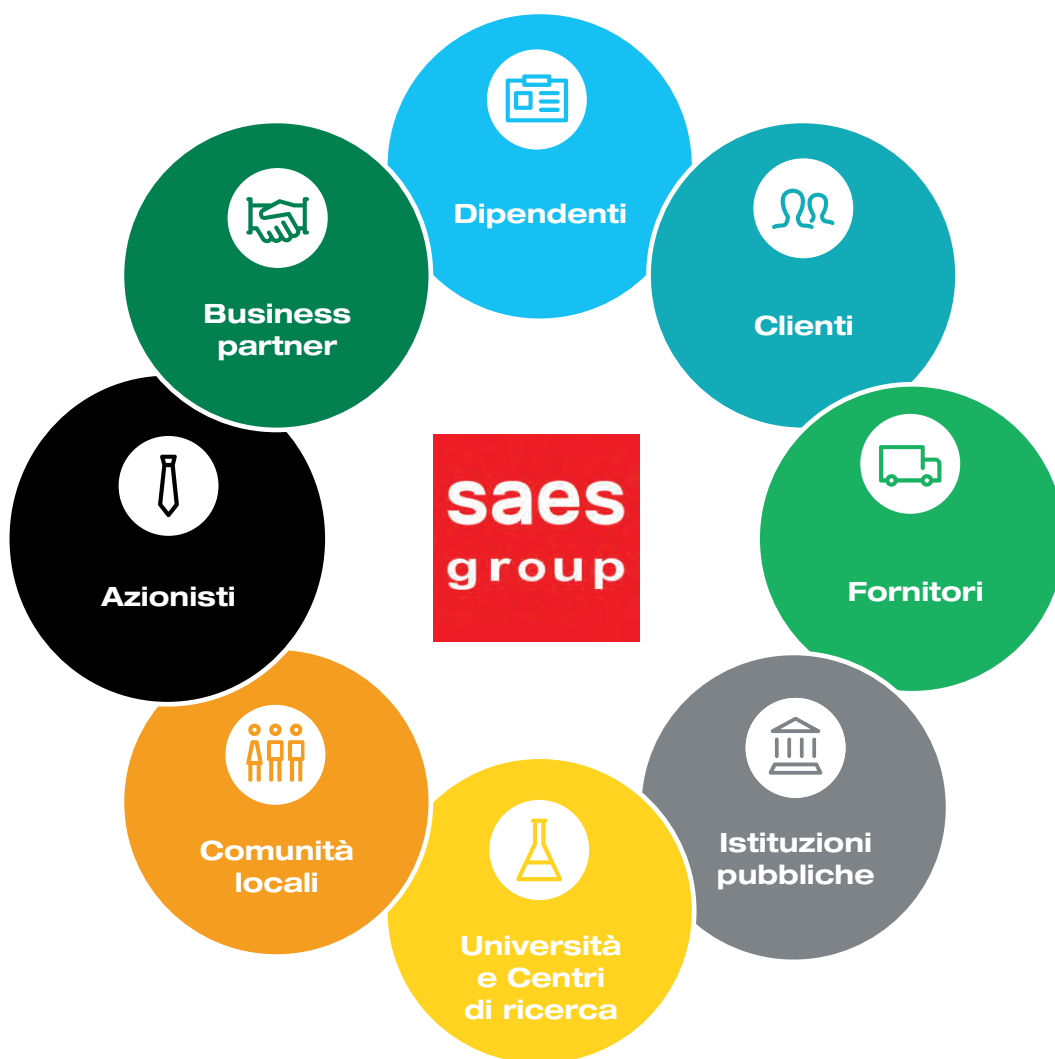 Dipendenti
Clienti
Fornitori
Istituzioni
pubbliche
Università
e Centri
di ricerca
Comunità
locali
Azionisti
Business
partner
saes
group